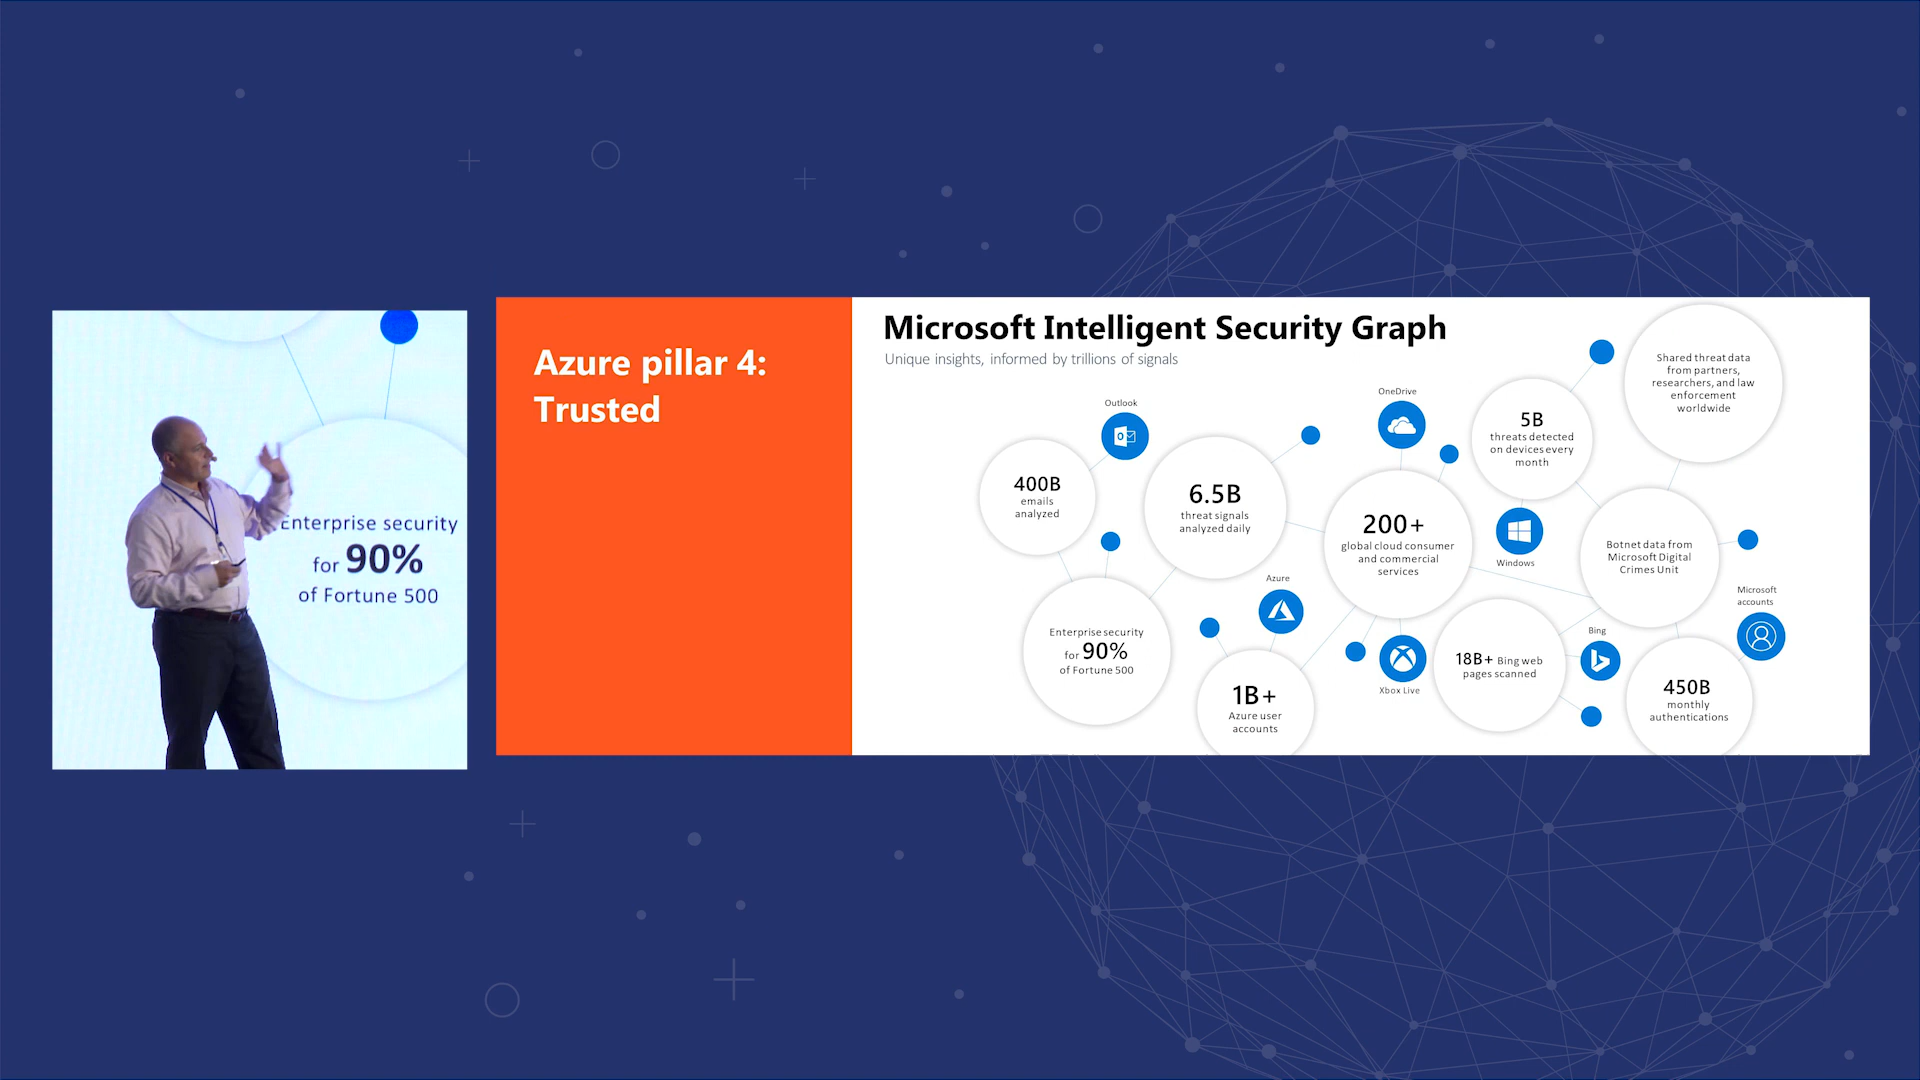 Enterprise security
for 90%
of Fortune 500
Azure pillar 4:
Trusted
Microsoft Intelligent Security Graph
Unique insights, informed by trillions of signals
Outlook
400B
emails
analyzed
6.5B
threat signals
analyzed daily
OneDrive
5B
threats detected
on devices every
month
Shared threat data
from partners,
researchers, and law
enforcement
worldwide
200+
global cloud consumer
and commercial
services
Windows
Botnet data from
Microsoft Digital
Crimes Unit
Enterprise security
for 90%
of Fortune 500
Azure
1B+
Azure user
accounts
Xbox Live
18B+ Bing web
pages scanned
Bing
Microsoft
accounts
450B
monthly
authentications